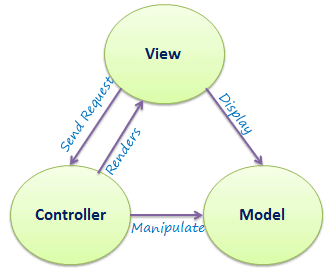 View
Send Request
Renders
Display
Controller
Manipulate
Model